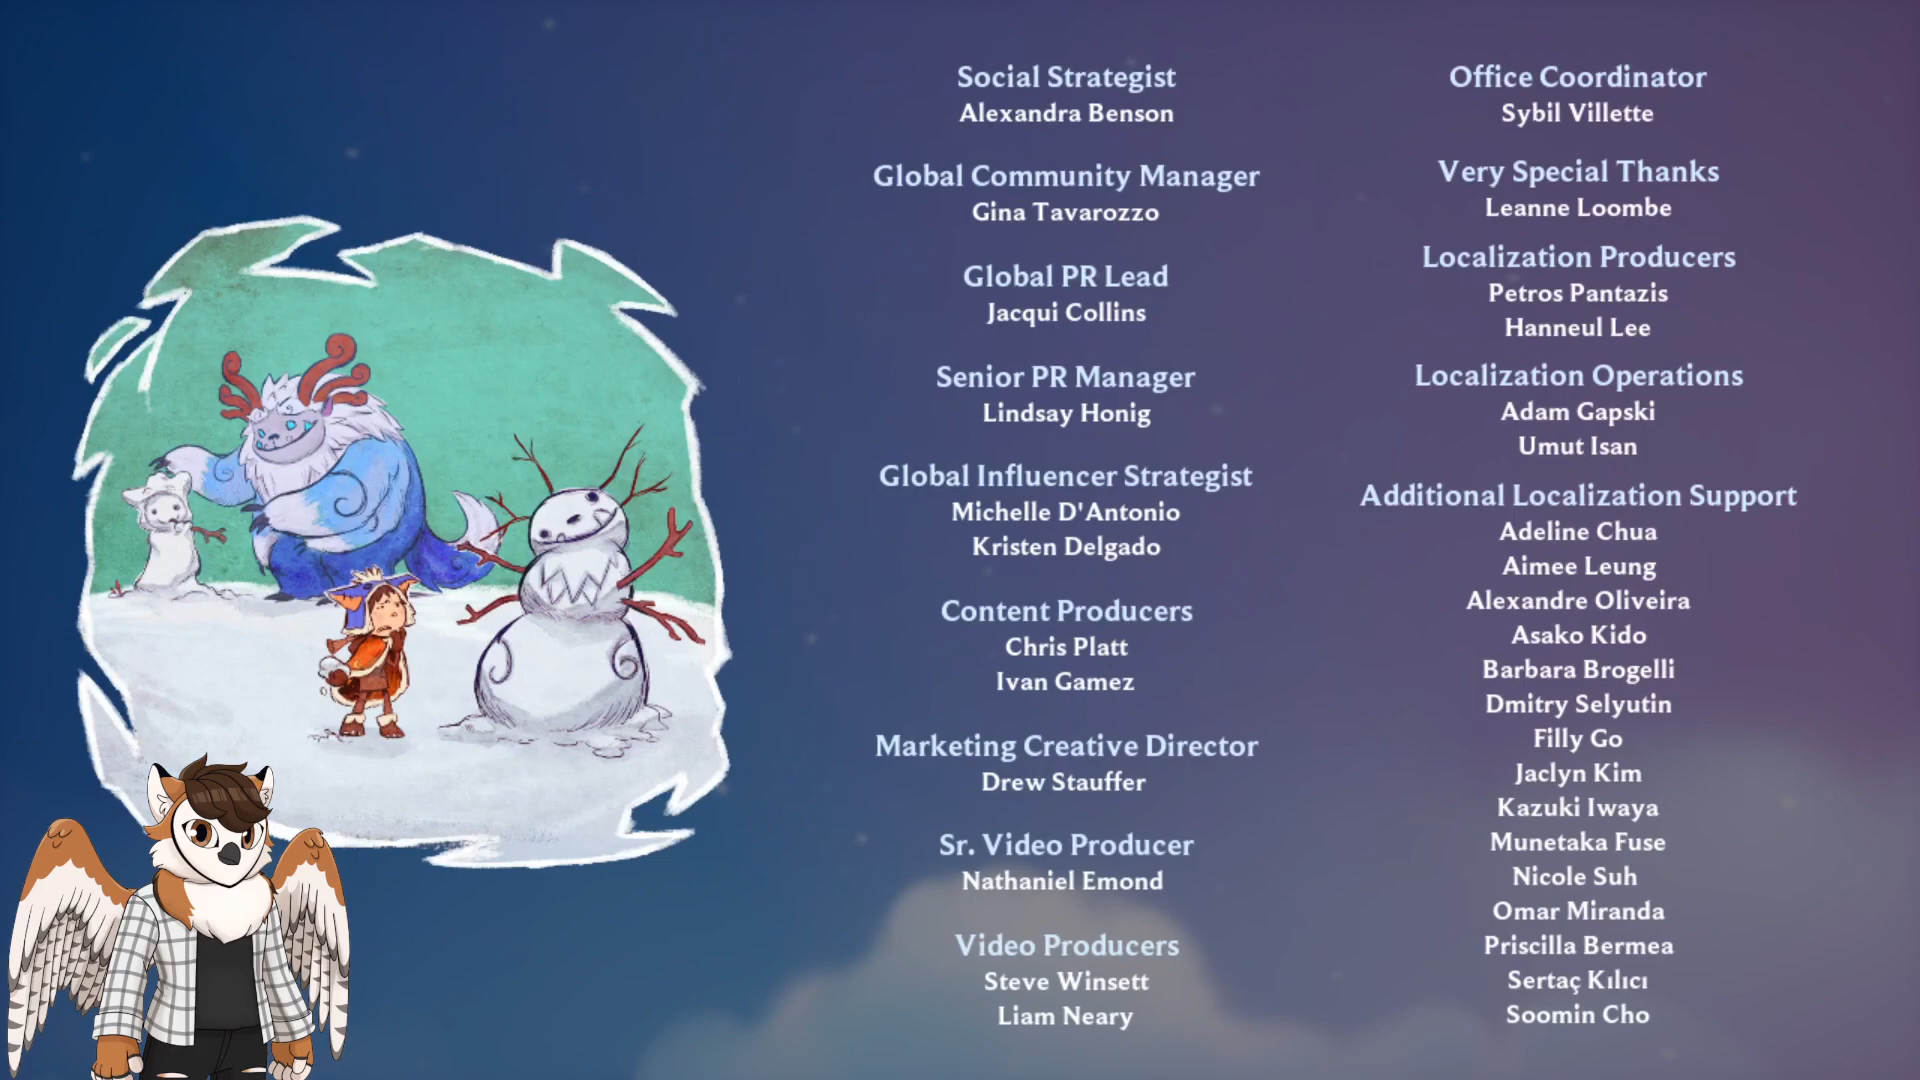 Social Strategist
Alexandra Benson
Global Community Manager
Gina Tavarozzo
Global PR Lead
Jacqui Collins
Senior PR Manager
Lindsay Honig
Global Influencer Strategist
Michelle D'Antonio
Kristen Delgado
Content Producers
Chris Platt
Ivan Gamez
Marketing Creative Director
Drew Stauffer
Sr. Video Producer
Nathaniel Emond
Video Producers
Steve Winsett
Liam Neary
Office Coordinator
Sybil Villette
Very Special Thanks
Leanne Loombe
Localization Producers
Petros Pantazis
Hanneul Lee
Localization Operations
Adam Gapski
Umut Isan
Additional Localization Support
Adeline Chua
Aimee Leung
Alexandre Oliveira
Asako Kido
Barbara Brogelli
Dmitry Selyutin
Filly Go
Jaclyn Kim
Kazuki Iwaya
Munetaka Fuse
Nicole Suh
Omar Miranda
Priscilla Bermea
Sertaç Kılıcı
Soomin Cho